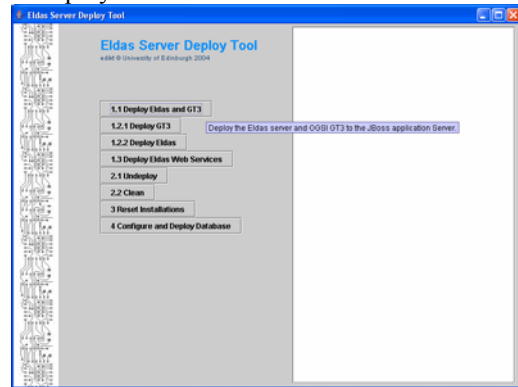 Eldas Server Deploy Tool
Eldas Server Deploy Tool
edikt © University of Edinburgh 2004
1.1 Deploy Eldas and GT3
1.2.1 Deploy GT3
Deploy the Eldas server and OGSI GT3 to the JBoss application Server.
1.2.2 Deploy Eldas
1.3 Deploy Eldas Web Services
2.1 Undeploy
2.2 Clean
3 Reset Installations
4 Configure and Deploy Database